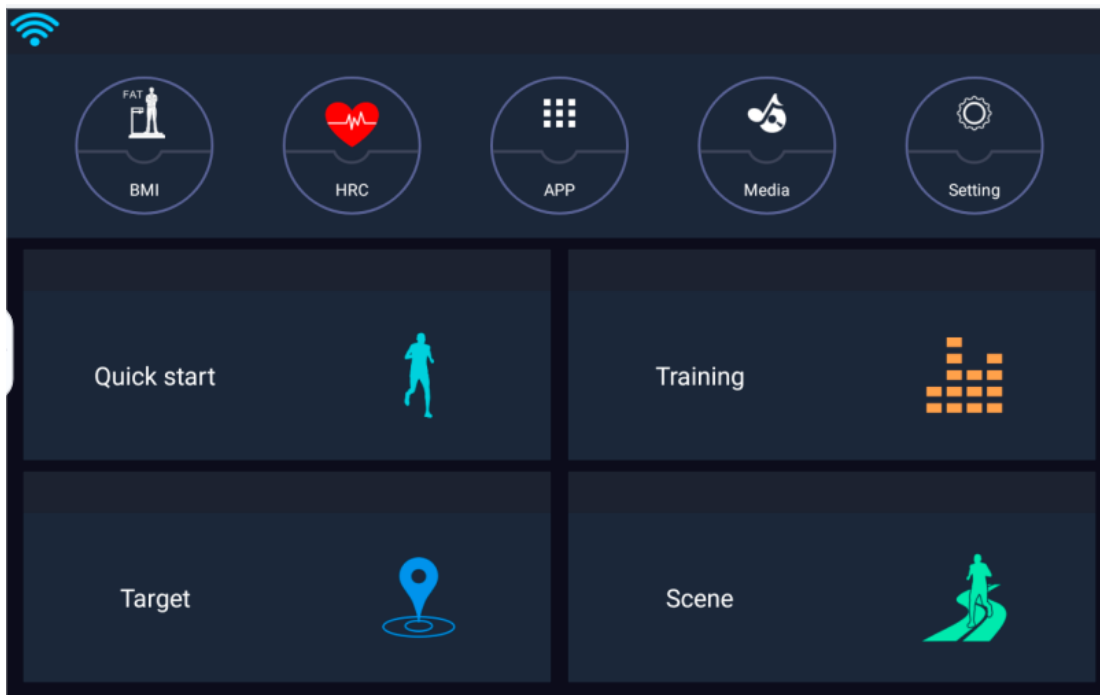 FAT
BMI
HRC
APP
Media
Setting
Quick start
Training
Target
Scene